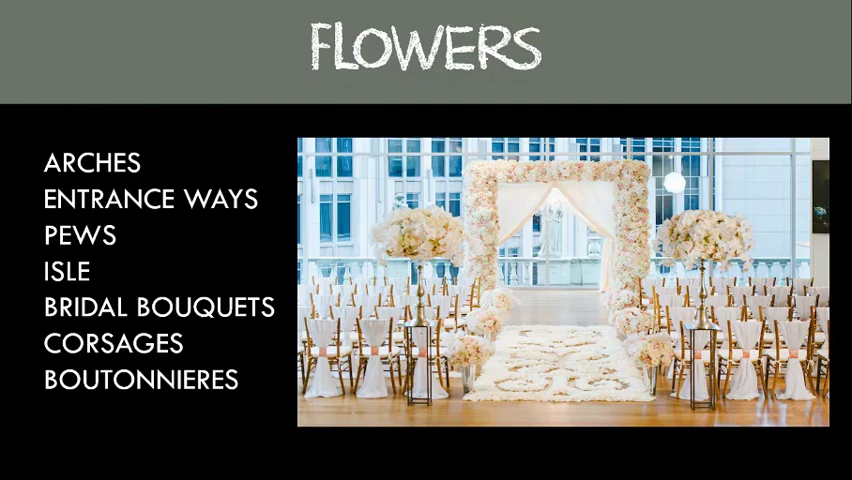 FLOWERS
ARCHES
ENTRANCE WAYS
PEWS
ISLE
BRIDAL BOUQUETS
CORSAGES
BOUTONNIERES